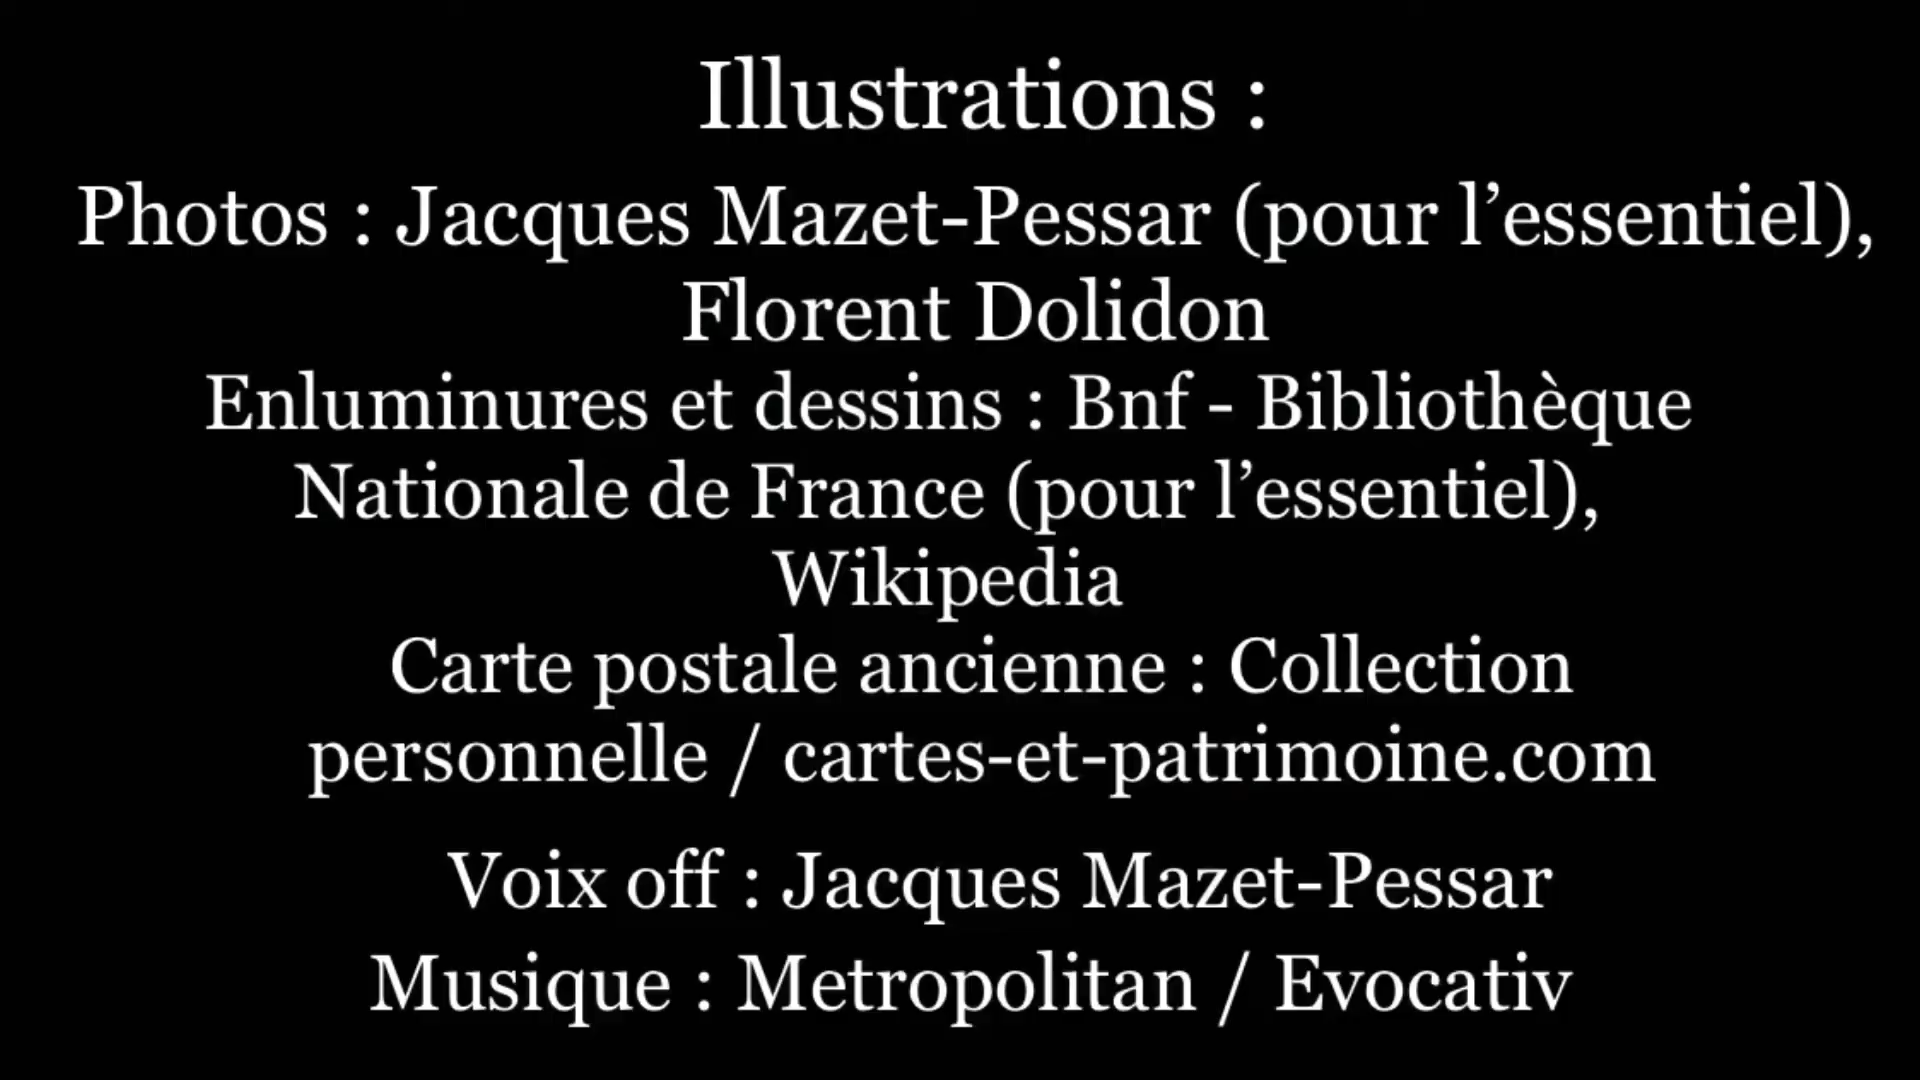 Illustrations :
Photos : Jacques Mazet-Pessar (pour l’essentiel),
Florent Dolidon
Enluminures et dessins : Bnf - Bibliothèque
Nationale de France (pour l’essentiel),
Wikipedia
Carte postale ancienne : Collection
personnelle / cartes-et-patrimoine.com
Voix off : Jacques Mazet-Pessar
Musique : Metropolitan / Evocativ